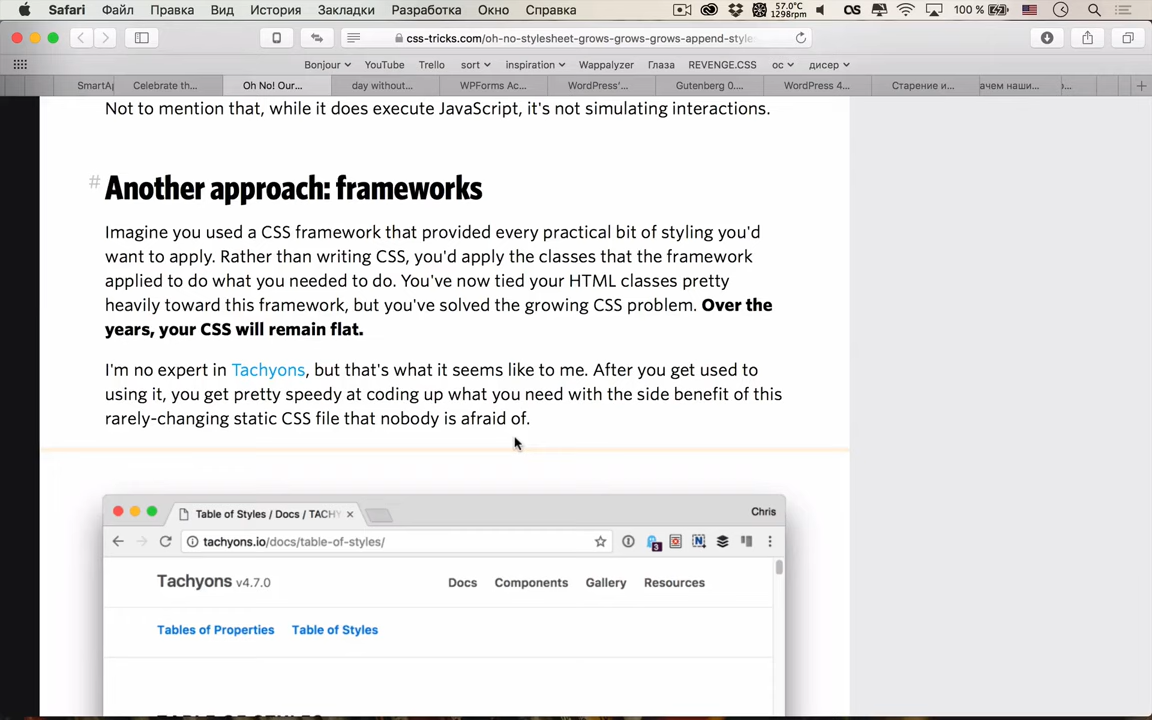 Safari Файл Правка Вид История Закладки Разработка Окно Справка 57.0°C 1298rpm 100 %
css-tricks.com/oh-no-stylesheet-grows-grows-grows-append-style-
Bonjour YouTube Trello sort inspiration Wappalyzer Глаза REVENGE.CSS ос дисер
SmartA Celebrate th... Oh No! Our... day without... WPForms Ac... WordPress'... Gutenberg 0.... WordPress 4... Старение и... ачем наши...
Not to mention that, while it does execute JavaScript, it's not simulating interactions.
# Another approach: frameworks
Imagine you used a CSS framework that provided every practical bit of styling you'd
want to apply. Rather than writing CSS, you'd apply the classes that the framework
applied to do what you needed to do. You've now tied your HTML classes pretty
heavily toward this framework, but you've solved the growing CSS problem. Over the
years, your CSS will remain flat.
I'm no expert in Tachyons, but that's what it seems like to me. After you get used to
using it, you get pretty speedy at coding up what you need with the side benefit of this
rarely-changing static CSS file that nobody is afraid of.
Table of Styles / Docs / TACHY Chris
tachyons.io/docs/table-of-styles/ 3
Tachyons v4.7.0 Docs Components Gallery Resources
Tables of Properties Table of Styles